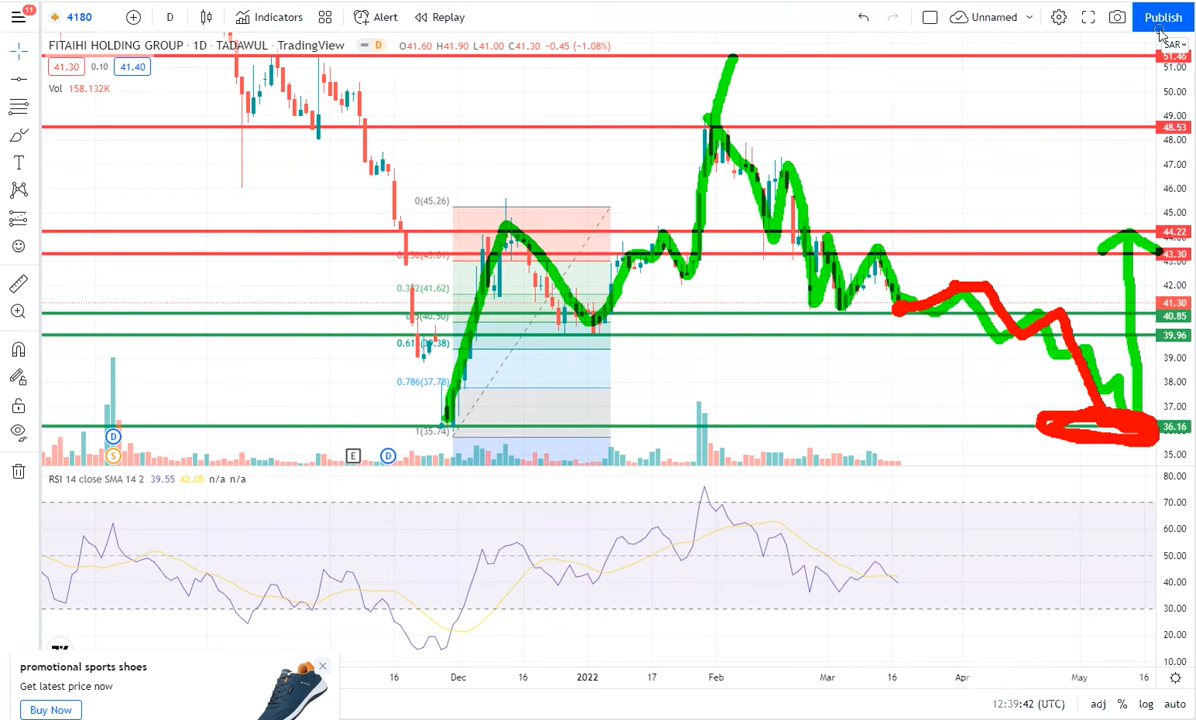 11
4180
D
Indicators
Alert
Replay
Unnamed
Publish
FITAIHI HOLDING GROUP · 1D · TADAWUL · TradingView
D
O41.60 H41.90 L41.00 C41.30 −0.45 (−1.08%)
SAR
41.30 0.10 41.40
Vol 158.132K
51.46
51.00
50.00
49.00
48.53
48.00
47.00
46.00
45.00
44.22
43.30
42.00
41.30
40.85
39.96
39.00
38.00
37.00
36.16
35.00
0(45.26)
0.382(41.62)
0.5(40.50)
0.786(37.78)
1(35.74)
D
S
E
D
RSI 14 close SMA 14 2 39.55 42.05 n/a n/a
80.00
70.00
60.00
50.00
40.00
30.00
20.00
10.00
promotional sports shoes
Get latest price now
Buy Now
16 Dec 16 2022 17 Feb Mar 16 Apr May 16
12:39:42 (UTC) adj % log auto